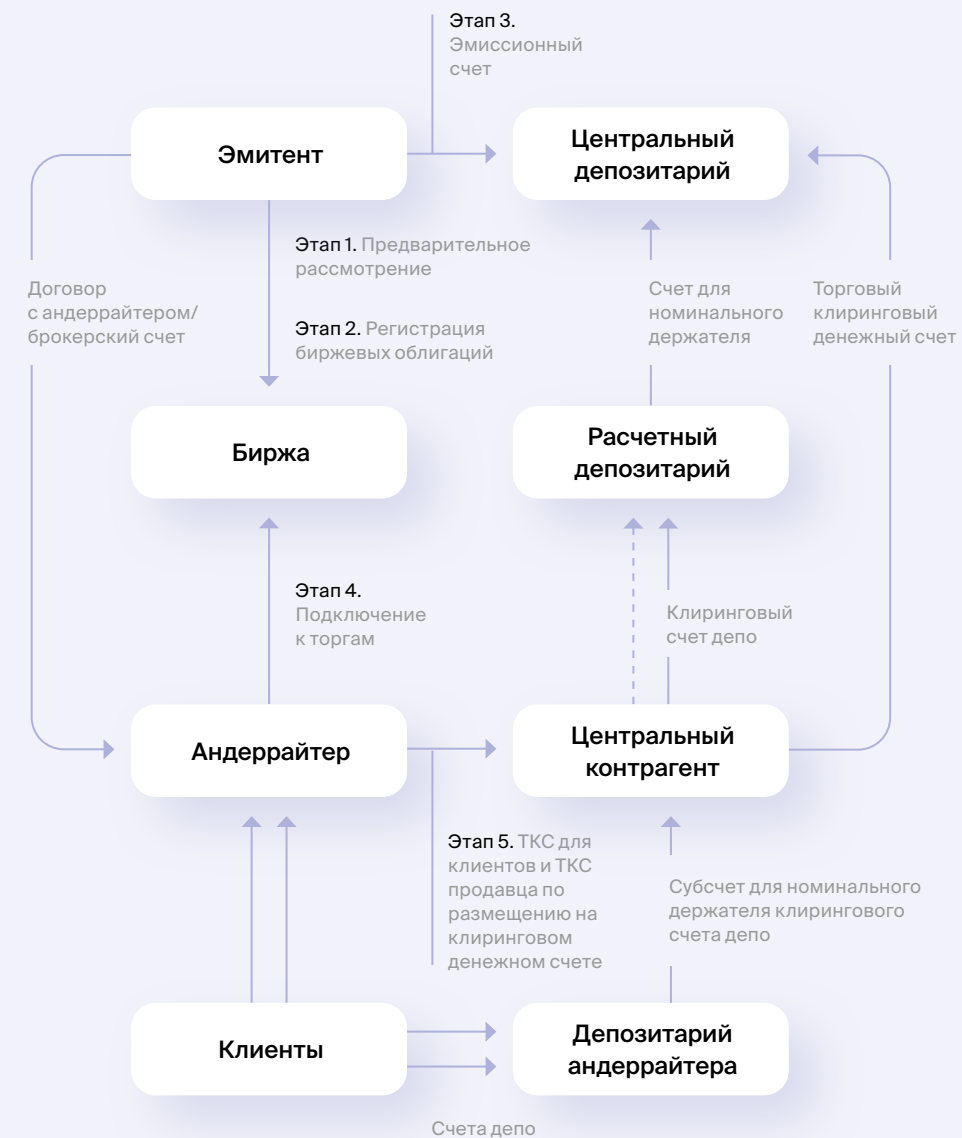 Этап 3.
Эмиссионный
счет
Эмитент
Центральный
депозитарий
Этап 1. Предварительное
рассмотрение
Этап 2. Регистрация
биржевых облигаций
Договор
с андеррайтером/
брокерский счет
Счет для
номинального
держателя
Торговый
клиринговый
денежный счет
Биржа
Расчетный
депозитарий
Этап 4.
Подключение
к торгам
Клиринговый
счет депо
Андеррайтер
Центральный
контрагент
Этап 5. ТКС для
клиентов и ТКС
продавца по
размещению на
клиринговом
денежном счете
Субсчет для номинального
держателя клирингового
счета депо
Клиенты
Депозитарий
андеррайтера
Счета депо